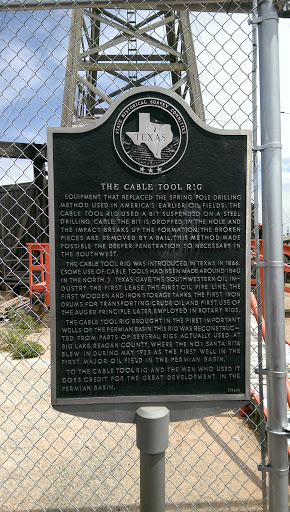 STATE HISTORICAL SURVEY COMMITTEE
TEXAS
THE CABLE TOOL RIG
EQUIPMENT THAT REPLACED THE SPRING POLE DRILLING
METHOD USED IN AMERICA'S EARLIER OIL FIELDS. THE
CABLE TOOL RIG USED A BIT SUSPENDED ON A STEEL
DRILLING CABLE. THE BIT IS DROPPED IN THE HOLE AND
THE IMPACT BREAKS UP THE FORMATION; THE BROKEN
PIECES ARE REMOVED BY A BAIL. THIS METHOD MADE
POSSIBLE THE DEEPER PENETRATION SO NECESSARY IN
THE SOUTHWEST.
THE CABLE TOOL WAS INTRODUCED IN TEXAS IN 1866.
(SOME USE OF CABLE TOOLS HAD BEEN MADE AROUND 1840
IN THE NORTH.) TEXAS GAVE THE SOUTHWESTERN OIL IN-
DUSTRY THE FIRST LEASE, THE FIRST OIL PIPE LINE, THE
FIRST WOODEN AND IRON STORAGE TANKS, THE FIRST IRON
DRUMS FOR TRANSPORTING CRUDE OIL AND FIRST USE OF
THE AUGER PRINCIPLE LATER EMPLOYED IN ROTARY RIGS.
THE CABLE TOOL RIG BROUGHT IN THE FIRST IMPORTANT
WELLS OF THE PERMIAN BASIN. THIS RIG WAS RECONSTRUC-
TED FROM PARTS OF SEVERAL RIGS ACTUALLY USED AT
BIG LAKE, REAGAN COUNTY, WHERE THE NO.1 SANTA RITA
BLEW IN DURING MAY 1923 AS THE FIRST WELL IN THE
FIRST MAJOR OIL FIELD IN THE PERMIAN BASIN.
TO THE CABLE TOOL RIG AND THE MEN WHO USED IT
GOES CREDIT FOR THE GREAT DEVELOPMENT IN THE
PERMIAN BASIN.
(1964)